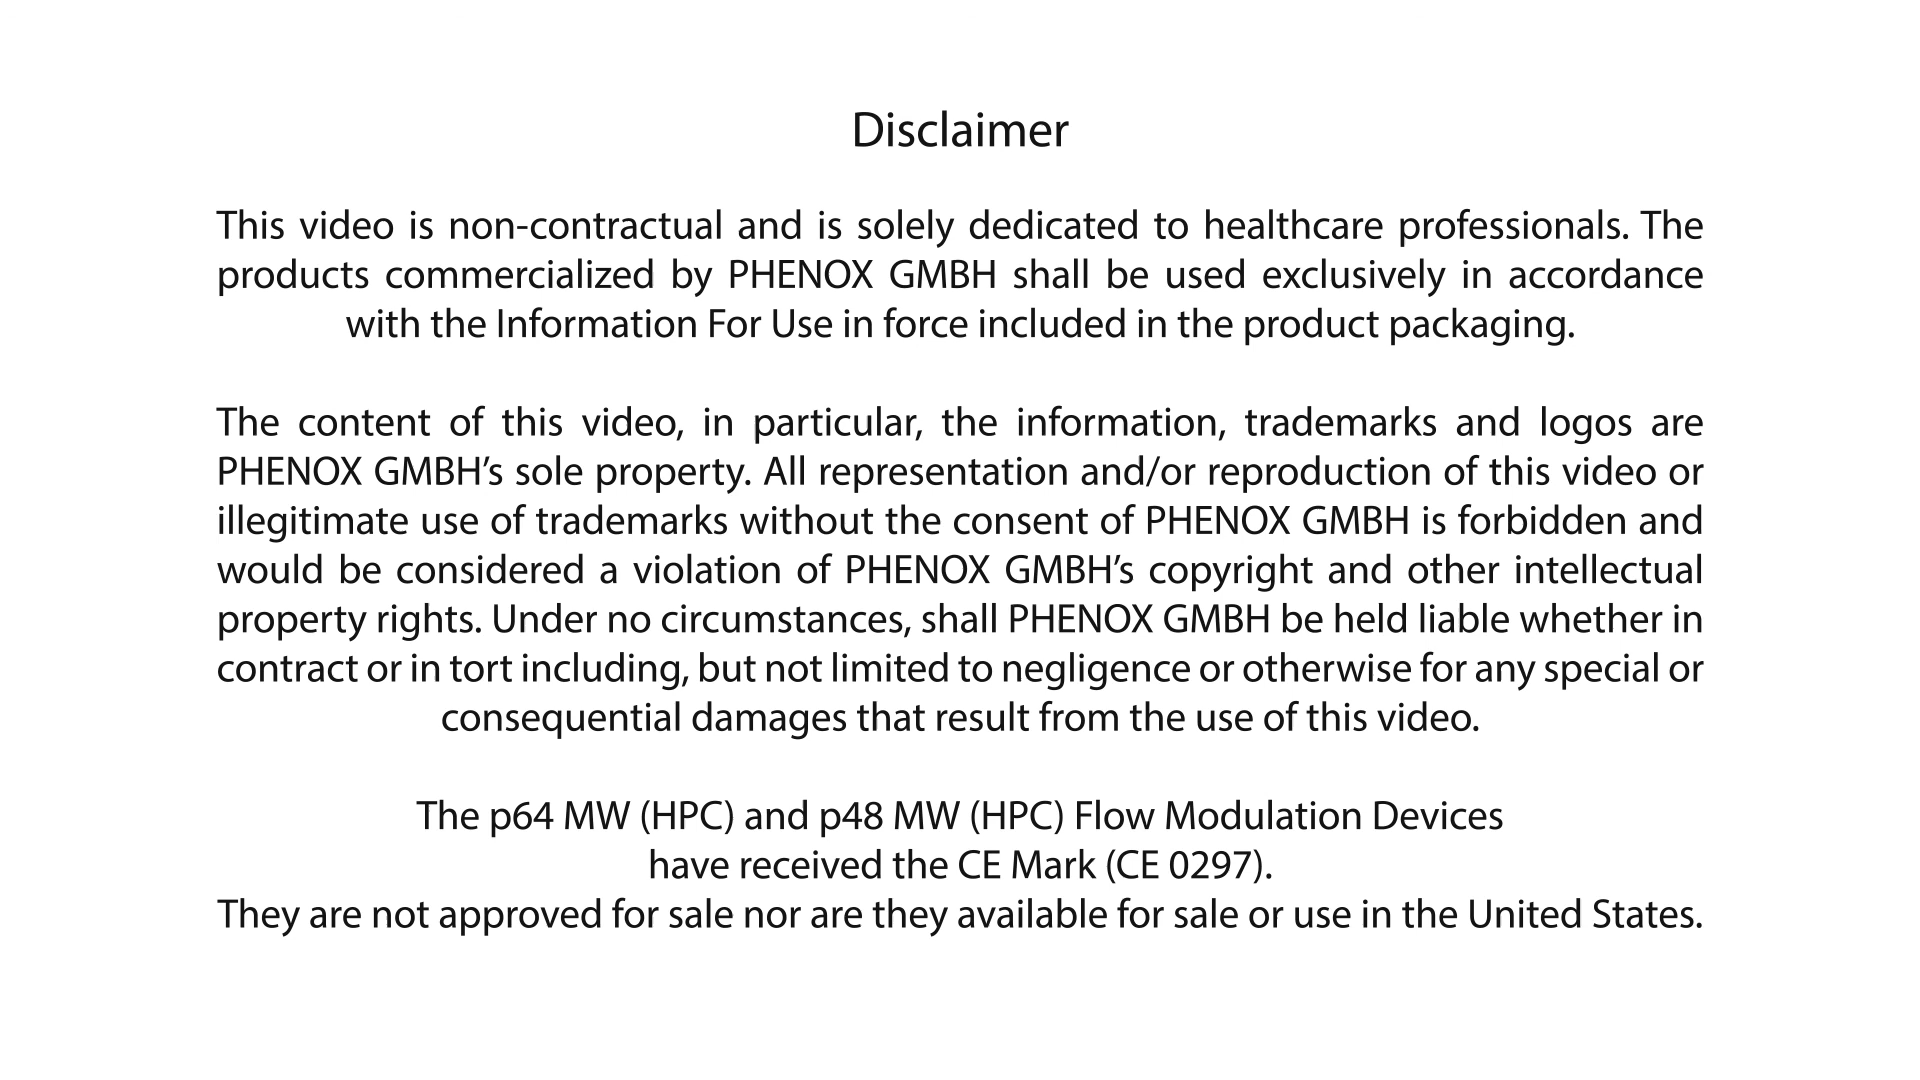 Disclaimer
This video is non-contractual and is solely dedicated to healthcare professionals. The
products commercialized by PHENOX GMBH shall be used exclusively in accordance
with the Information For Use in force included in the product packaging.
The content of this video, in particular, the information, trademarks and logos are
PHENOX GMBH’s sole property. All representation and/or reproduction of this video or
illegitimate use of trademarks without the consent of PHENOX GMBH is forbidden and
would be considered a violation of PHENOX GMBH’s copyright and other intellectual
property rights. Under no circumstances, shall PHENOX GMBH be held liable whether in
contract or in tort including, but not limited to negligence or otherwise for any special or
consequential damages that result from the use of this video.
The p64 MW (HPC) and p48 MW (HPC) Flow Modulation Devices
have received the CE Mark (CE 0297).
They are not approved for sale nor are they available for sale or use in the United States.